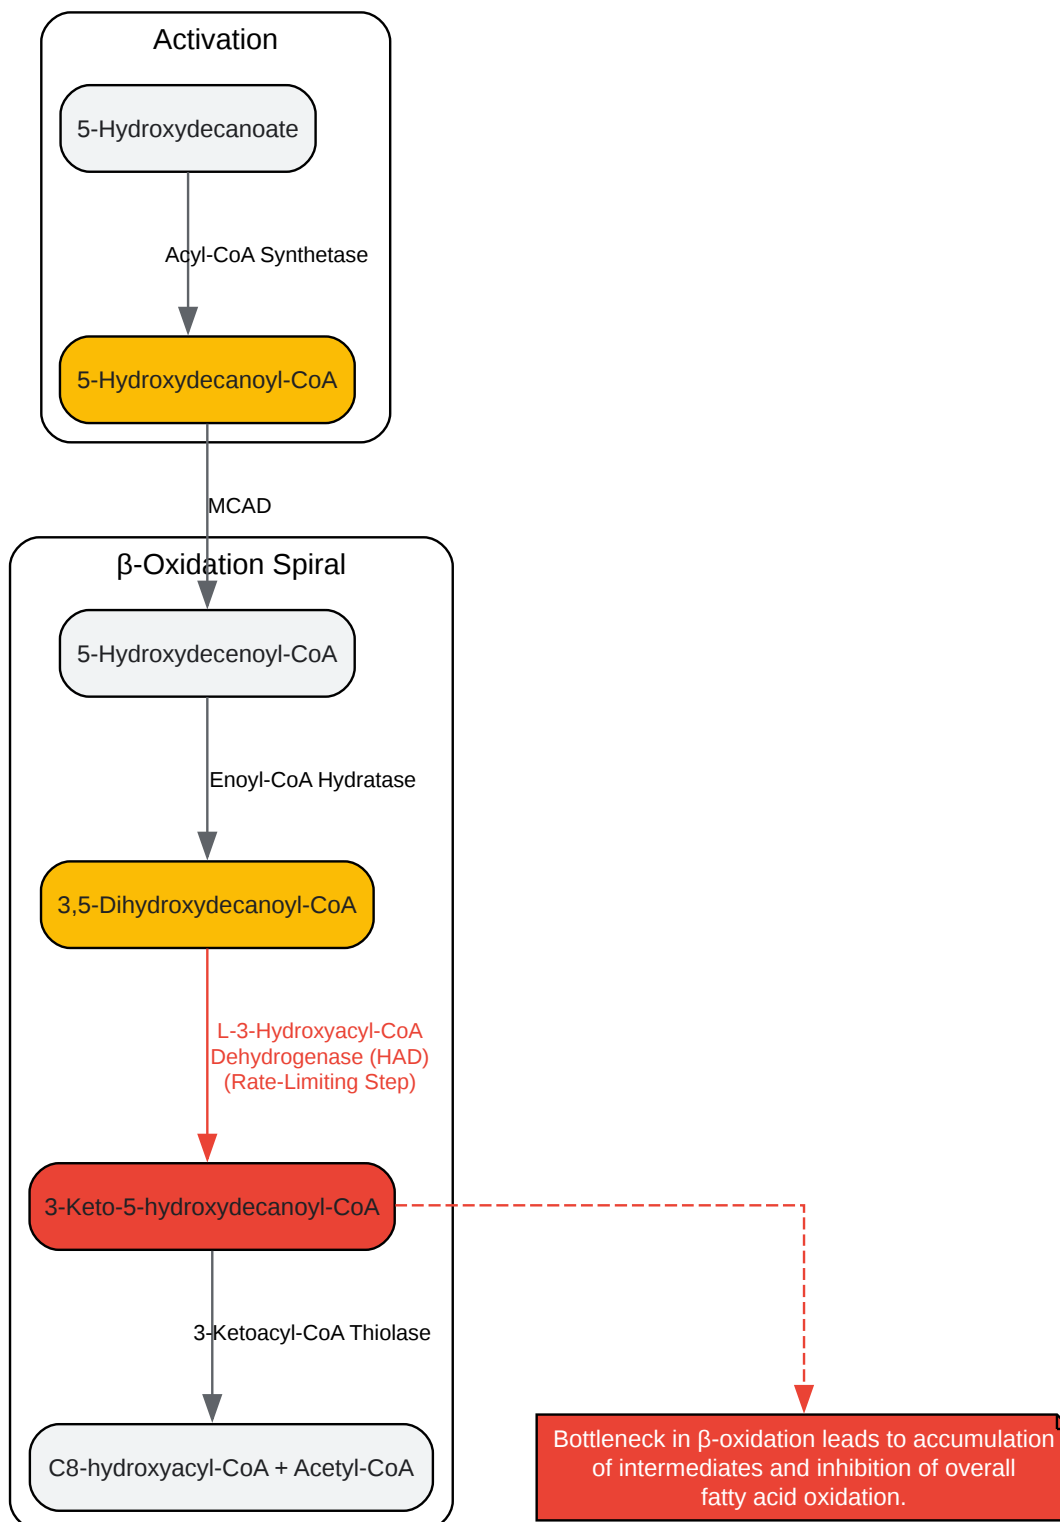 Activation
5-Hydroxydecanoate
Acyl-CoA Synthetase
5-Hydroxydecanoyl-CoA
MCAD
β-Oxidation Spiral
5-Hydroxydecenoyl-CoA
Enoyl-CoA Hydratase
3,5-Dihydroxydecanoyl-CoA
L-3-Hydroxyacyl-CoA
Dehydrogenase (HAD)
(Rate-Limiting Step)
3-Keto-5-hydroxydecanoyl-CoA
3-Ketoacyl-CoA Thiolase
C8-hydroxyacyl-CoA + Acetyl-CoA
Bottleneck in β-oxidation leads to accumulation
of intermediates and inhibition of overall
fatty acid oxidation.